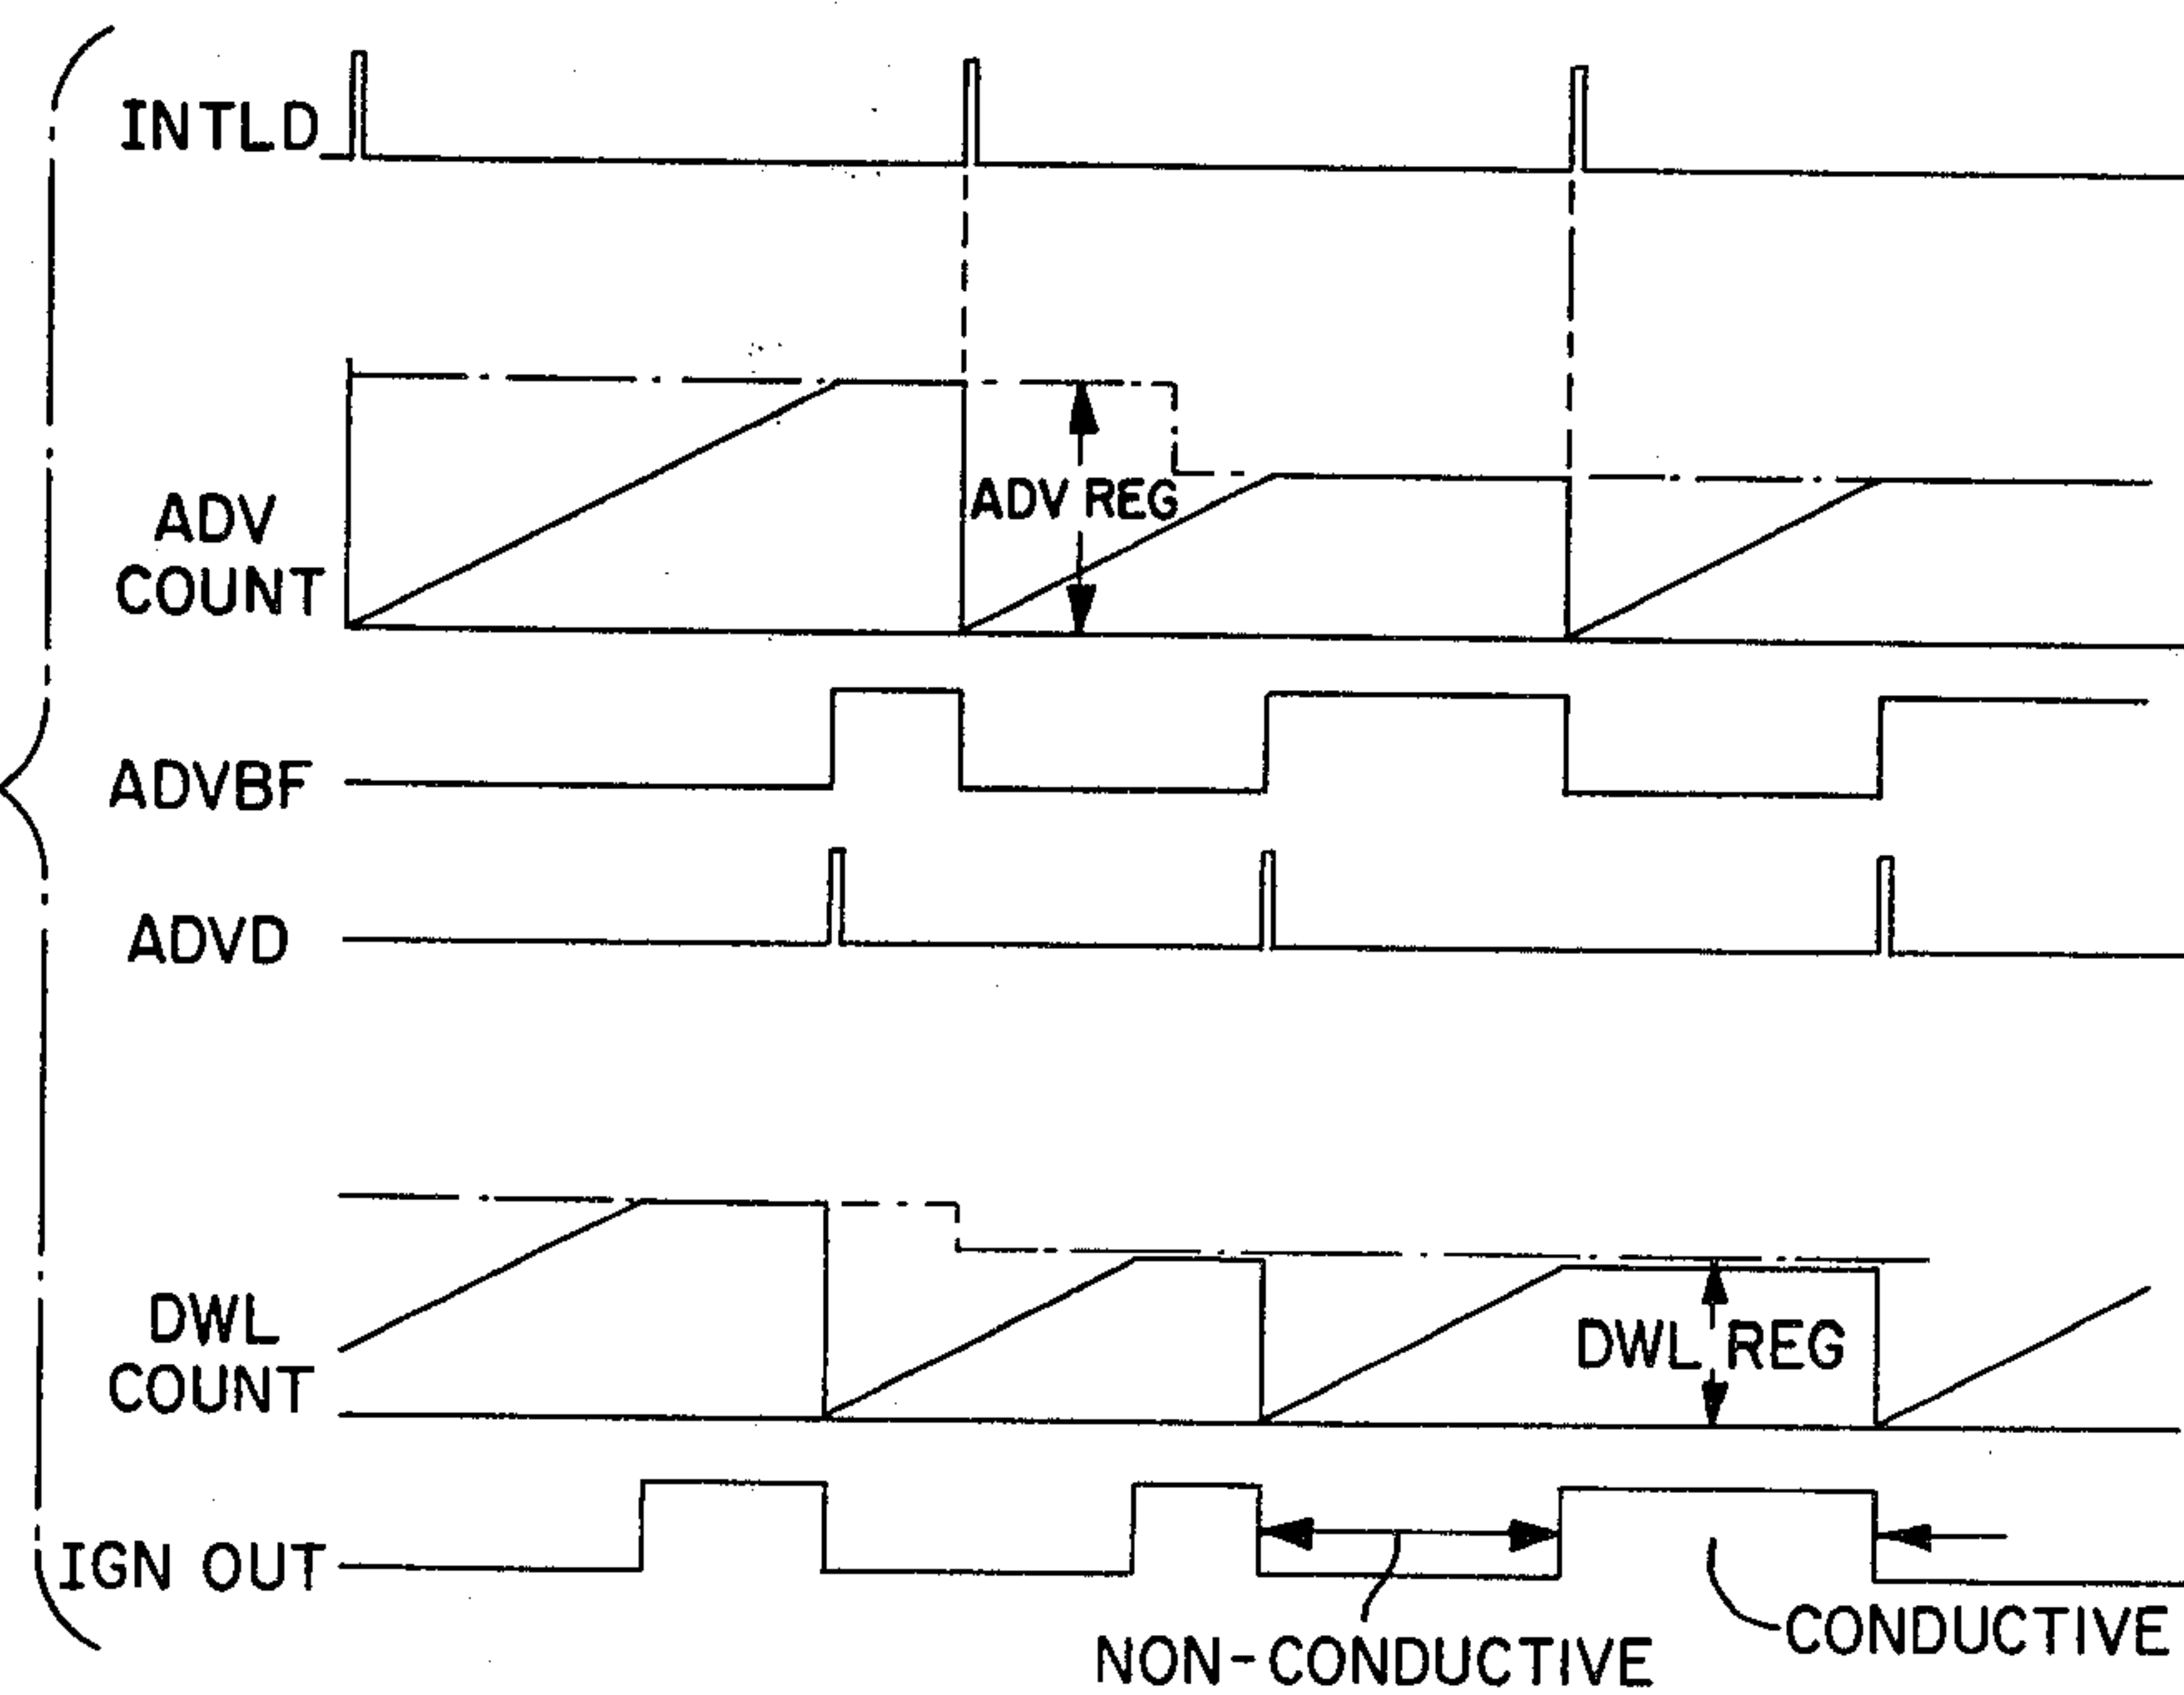 INTLD
ADV
COUNT
ADV REG
ADVBF
ADVD
DWL
COUNT
DWL REG
IGN OUT
NON-CONDUCTIVE
CONDUCTIVE